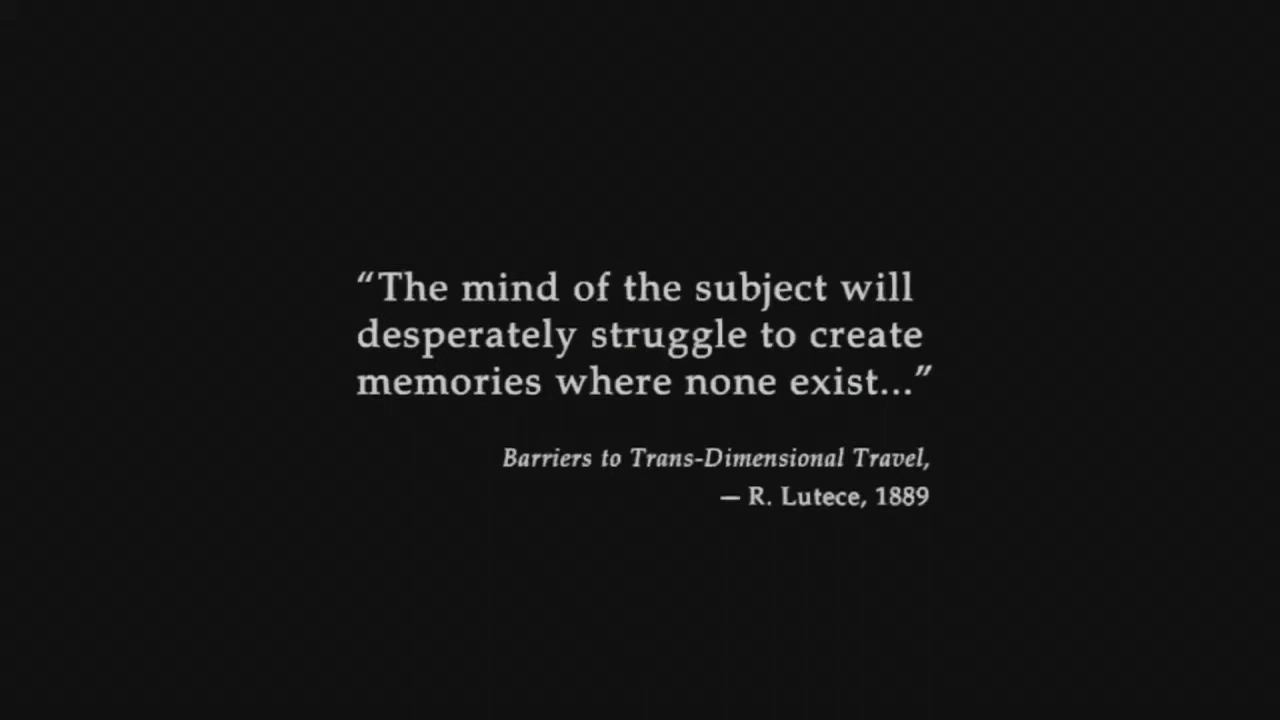 “The mind of the subject will
desperately struggle to create
memories where none exist...”
Barriers to Trans-Dimensional Travel,
— R. Lutece, 1889